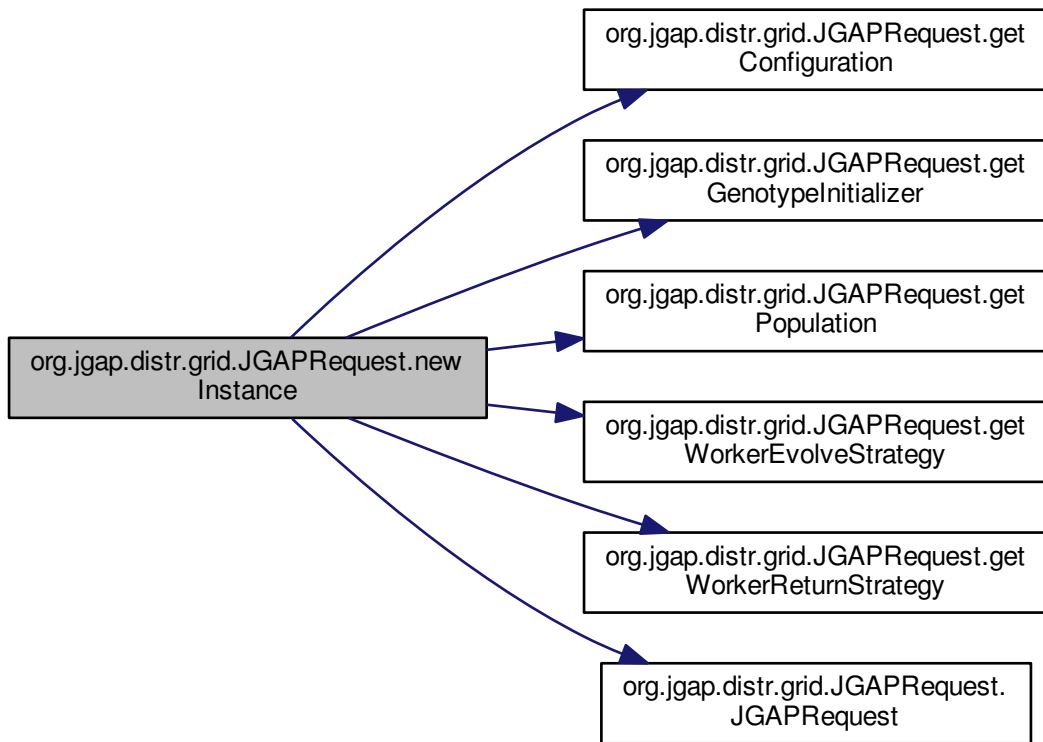 org.jgap.distr.grid.JGAPRequest.get
Configuration
org.jgap.distr.grid.JGAPRequest.get
GenotypeInitializer
org.jgap.distr.grid.JGAPRequest.get
Population
org.jgap.distr.grid.JGAPRequest.new
Instance
org.jgap.distr.grid.JGAPRequest.get
WorkerEvolveStrategy
org.jgap.distr.grid.JGAPRequest.get
WorkerReturnStrategy
org.jgap.distr.grid.JGAPRequest.
JGAPRequest